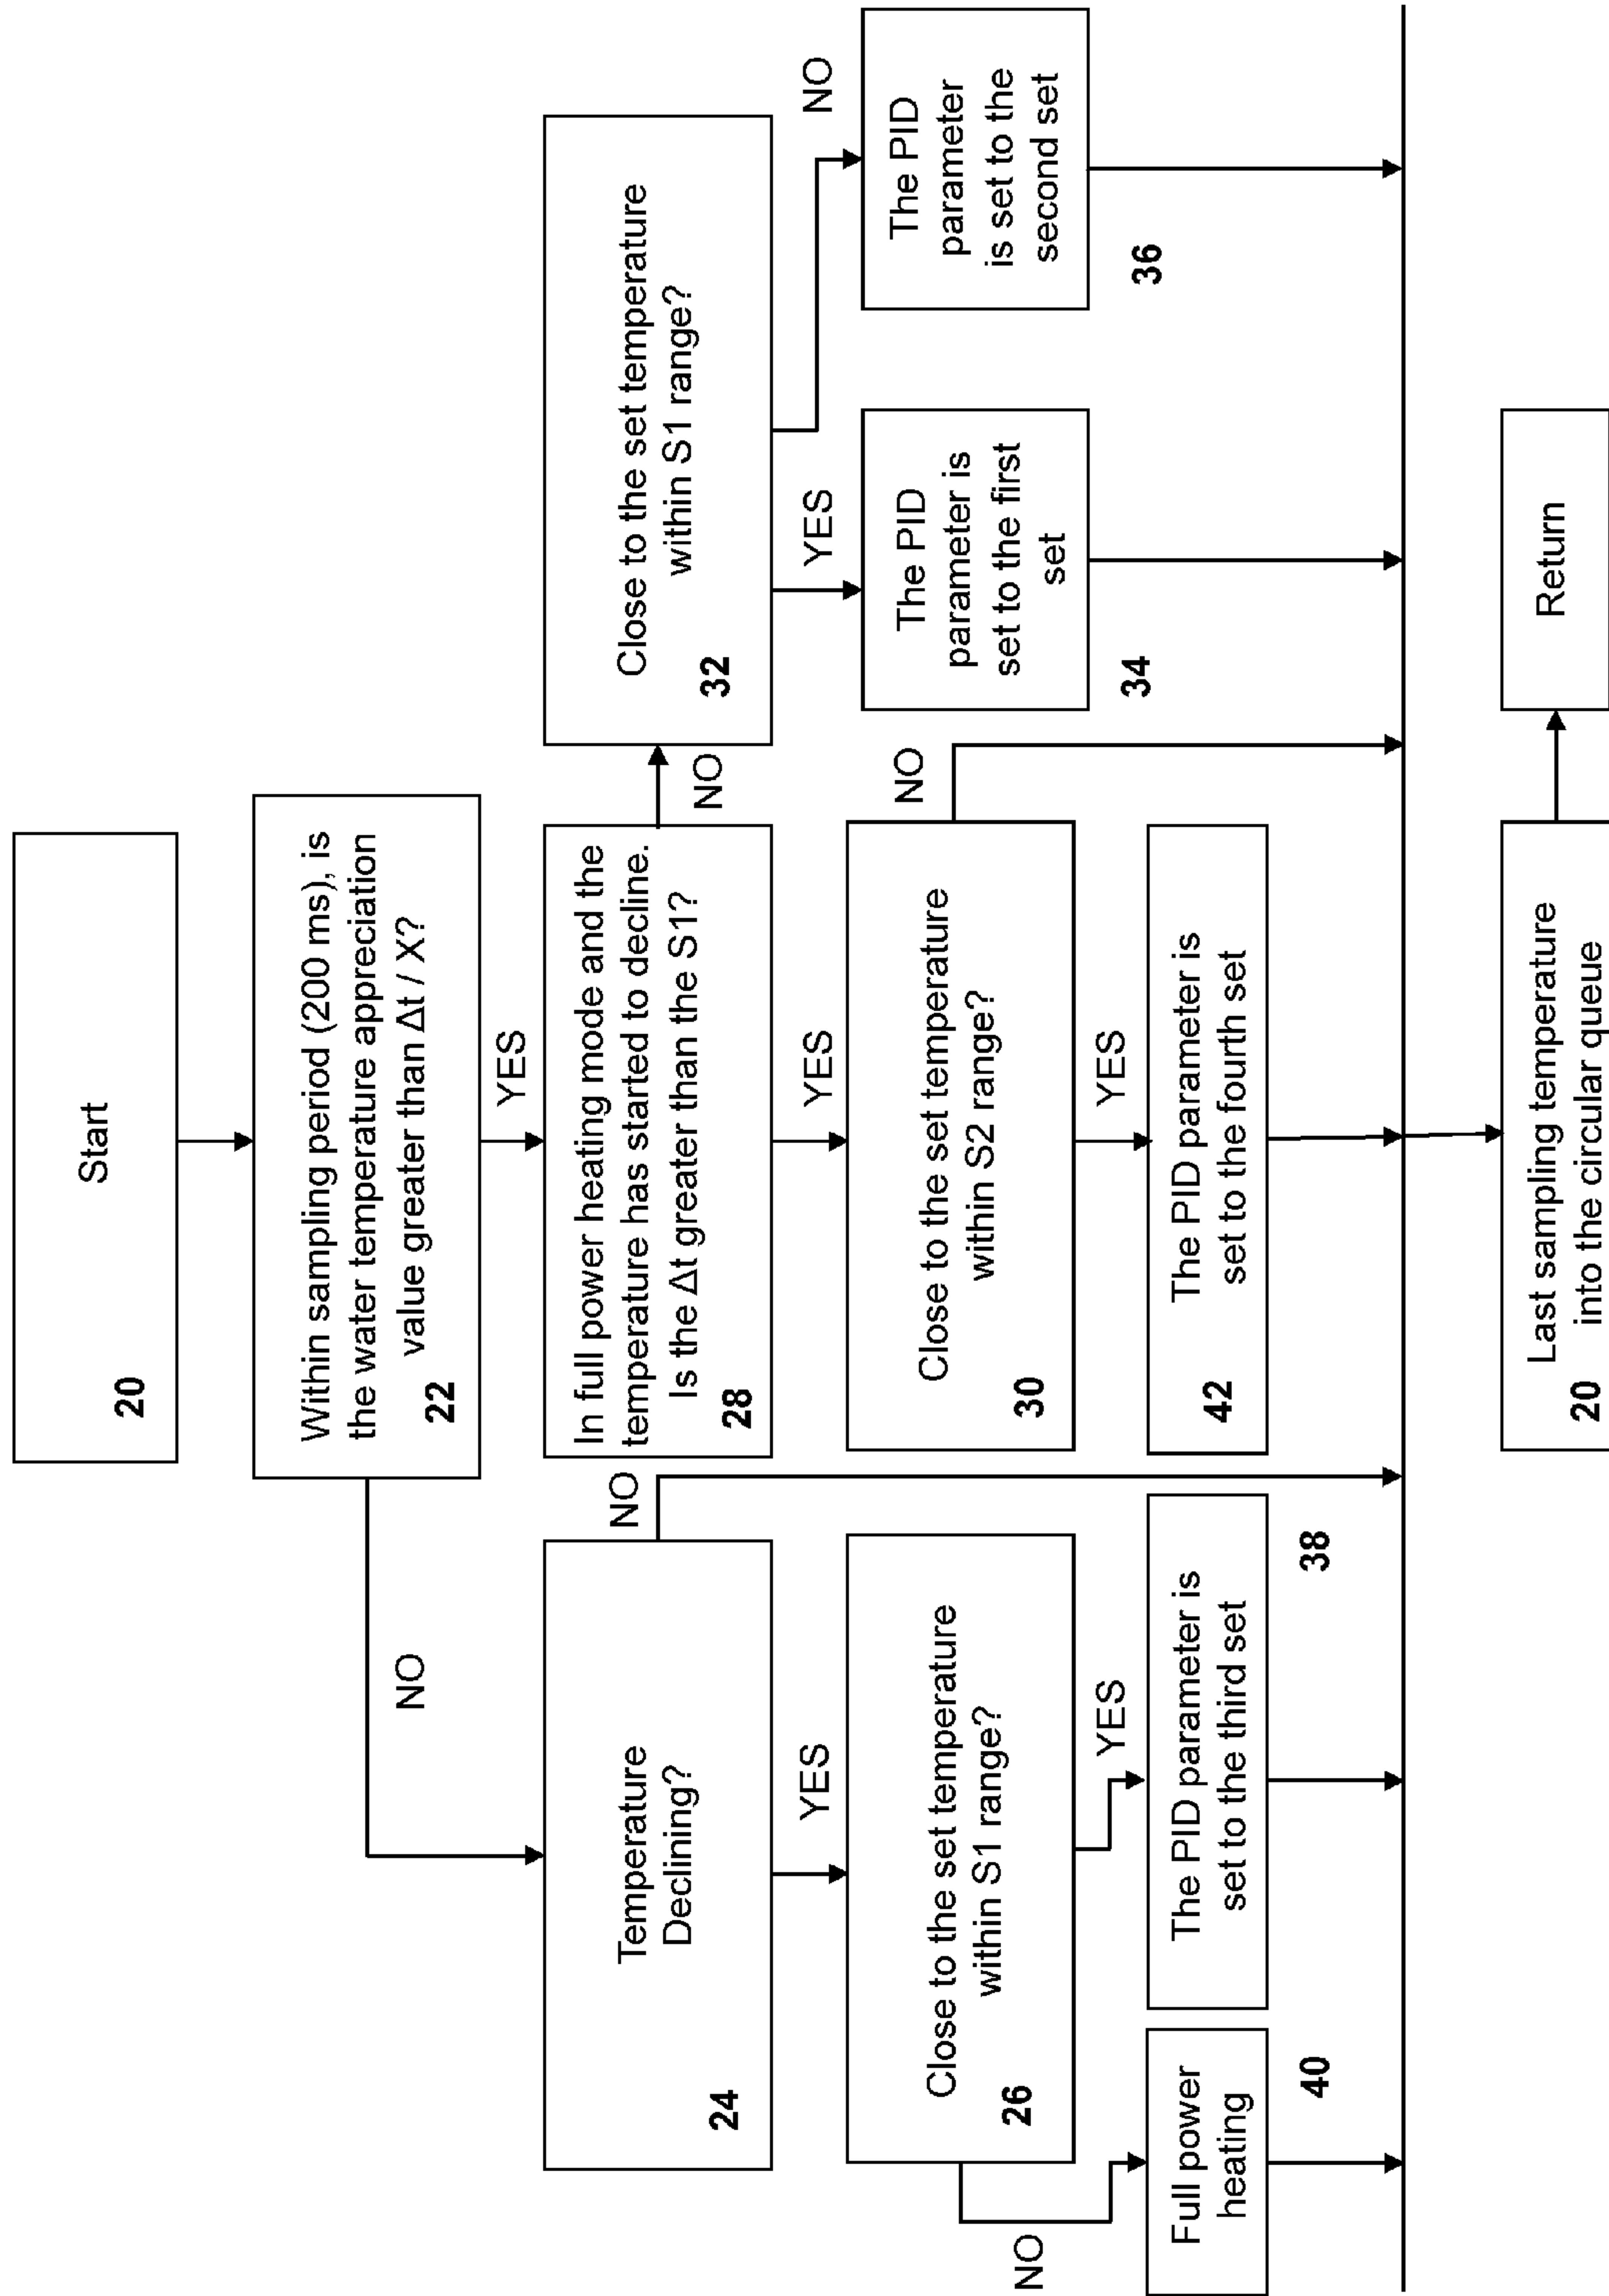 Start
20
Within sampling period (200 ms), is
the water temperature appreciation
value greater than Δt / X?
22
NO
YES
Temperature
Declining?
24
NO
In full power heating mode and the
temperature has started to decline.
Is the Δt greater than the S1?
28
NO
Close to the set temperature
within S1 range?
32
YES
YES
YES
NO
Close to the set temperature
within S1 range?
26
Close to the set temperature
within S2 range?
30
NO
The PID
parameter is
set to the first
set
34
The PID
parameter
is set to the
second set
36
NO
YES
YES
Full power
heating
40
The PID parameter is
set to the third set
38
The PID parameter is
set to the fourth set
42
Last sampling temperature
into the circular queue
20
Return